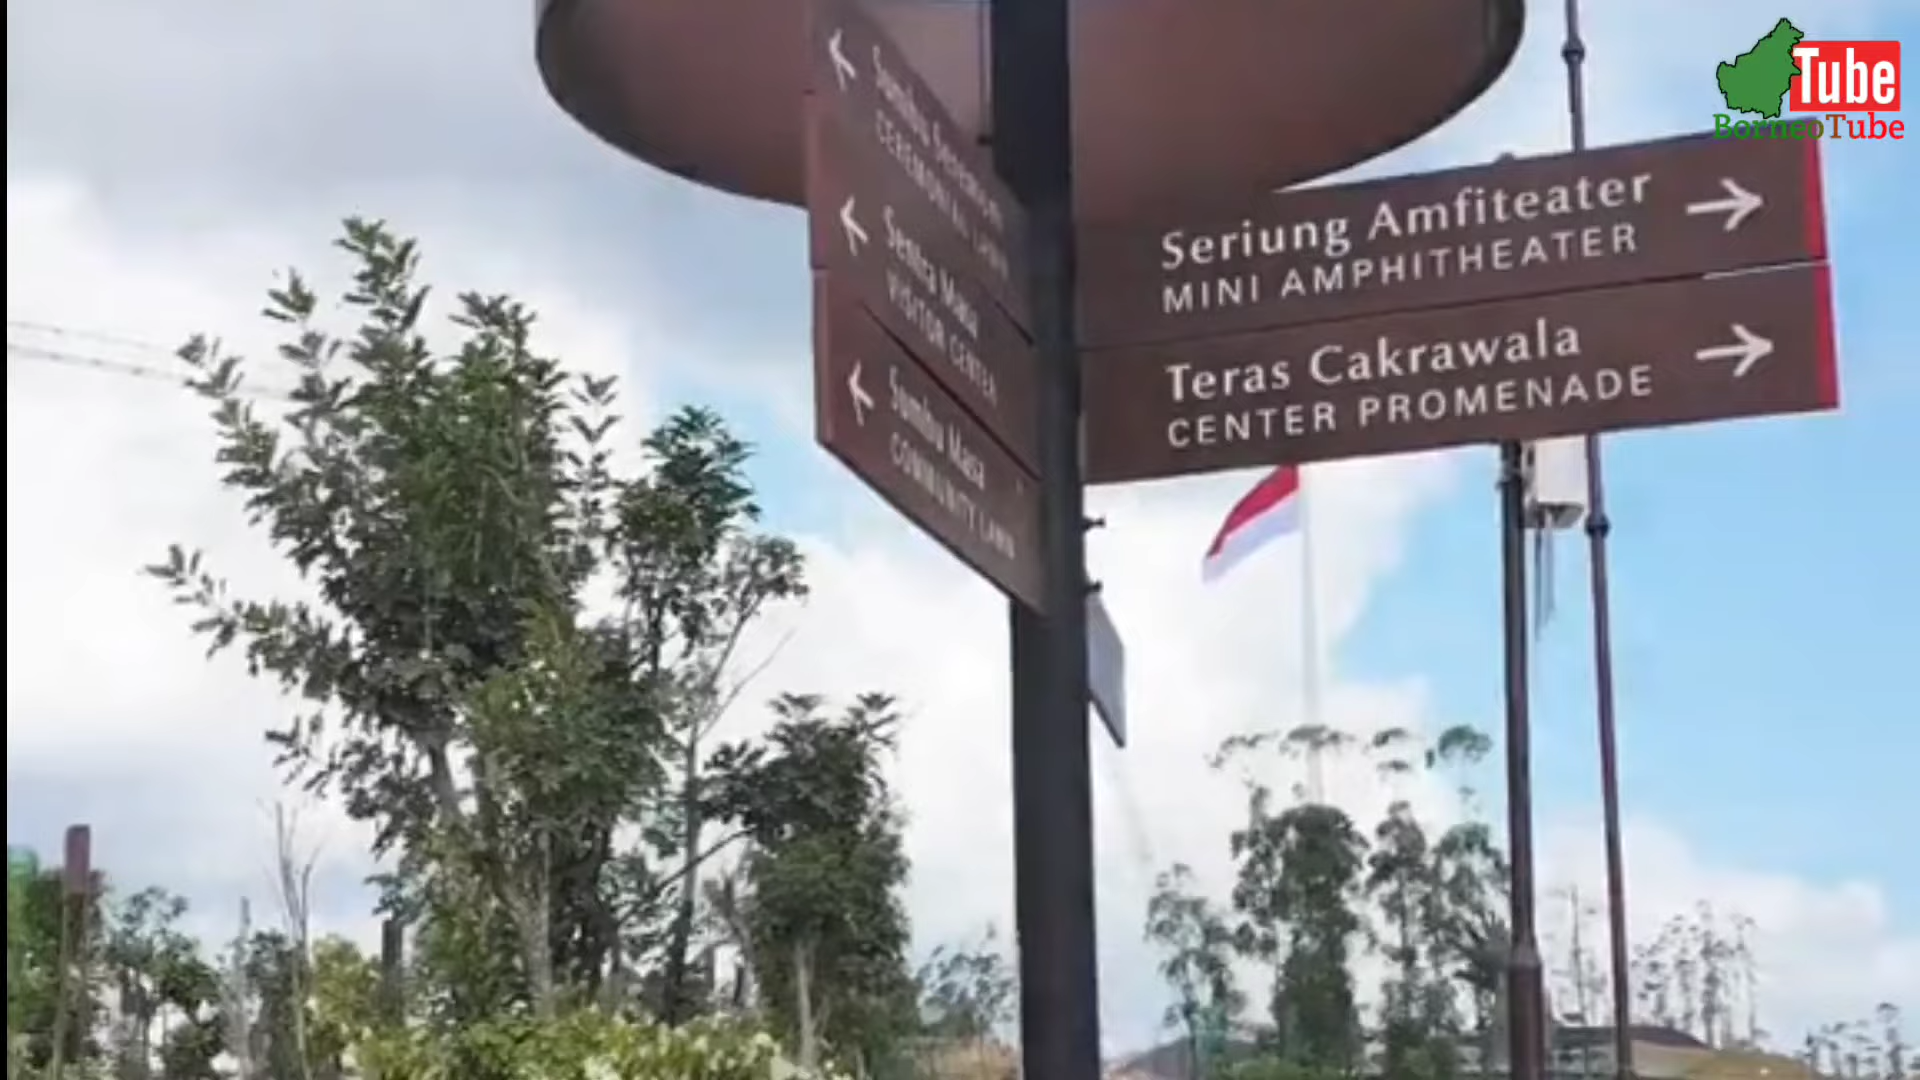 Tube
BorneoTube
Sumbu Seremoni
CEREMONIAL LAWN
Sentra Masa
VISITOR CENTER
Sumbu Masa
COMMUNITY LAWN
Seriung Amfiteater
MINI AMPHITHEATER
Teras Cakrawala
CENTER PROMENADE